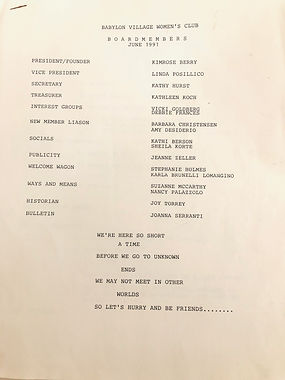 BABYLON VILLAGE WOMEN'S CLUB
B O A R D M E M B E R S
JUNE 1997
PRESIDENT/FOUNDER KIMROSE BERRY
VICE PRESIDENT LINDA POSILLICO
SECRETARY KATHY HURST
TREASURER KATHLEEN KOCH
INTEREST GROUPS VICKI GOLDBERG
DEBBIE FRANCES
NEW MEMBER LIASON BARBARA CHRISTENSEN
AMY DESIDERIO
SOCIALS KATHI BERSON
SHEILA KORTE
PUBLICITY JEANNE ZELLER
WELCOME WAGON STEPHANIE HOLMES
KARLA BRUNELLI LOMANGINO
WAYS AND MEANS SUZANNE MCCARTHY
NANCY PALAZZOLO
HISTORIAN JOY TORREY
BULLETIN JOANNA SERRANTI
WE'RE HERE SO SHORT
A TIME
BEFORE WE GO TO UNKNOWN
ENDS
WE MAY NOT MEET IN OTHER
WORLDS
SO LET'S HURRY AND BE FRIENDS........